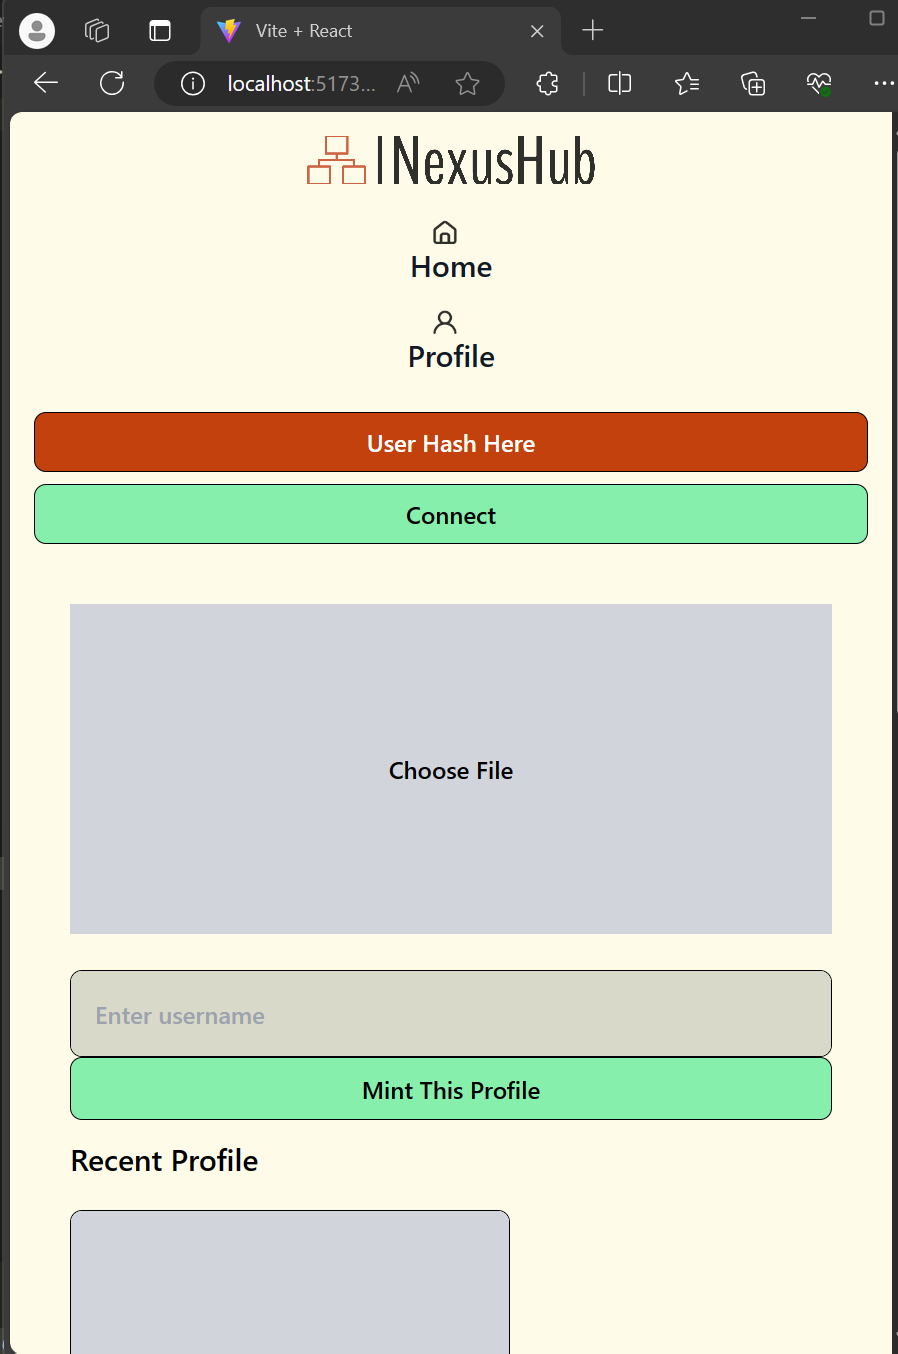 Vite + React
localhost:5173...
INexusHub
Home
Profile
User Hash Here
Connect
Choose File
Enter username
Mint This Profile
Recent Profile